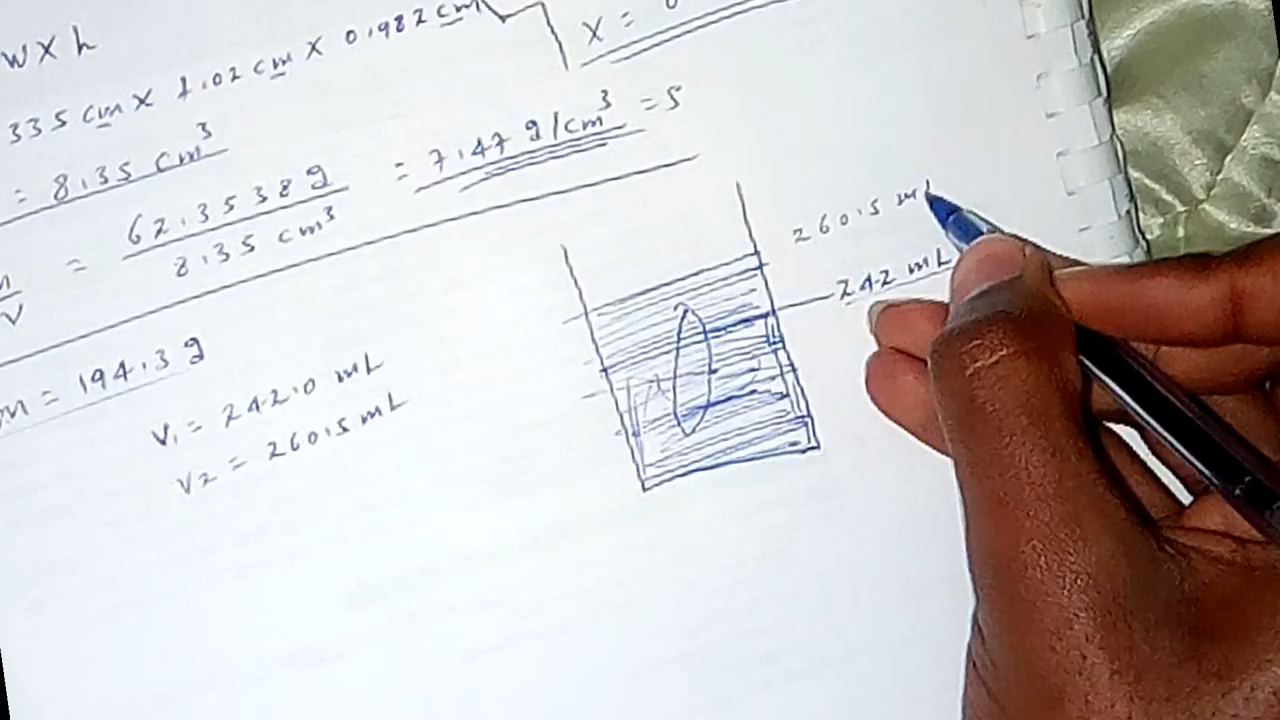 W X h
335 cm X 1.02 cm X 0.982 cm
X =
= 8.35 cm³
= 62.3538 g / 8.35 cm³ = 7.47 g/cm³ = S
V
m = 194.3 g
V₁ = 242.0 mL
V2 = 260.5 mL
260.5 mL
242 mL